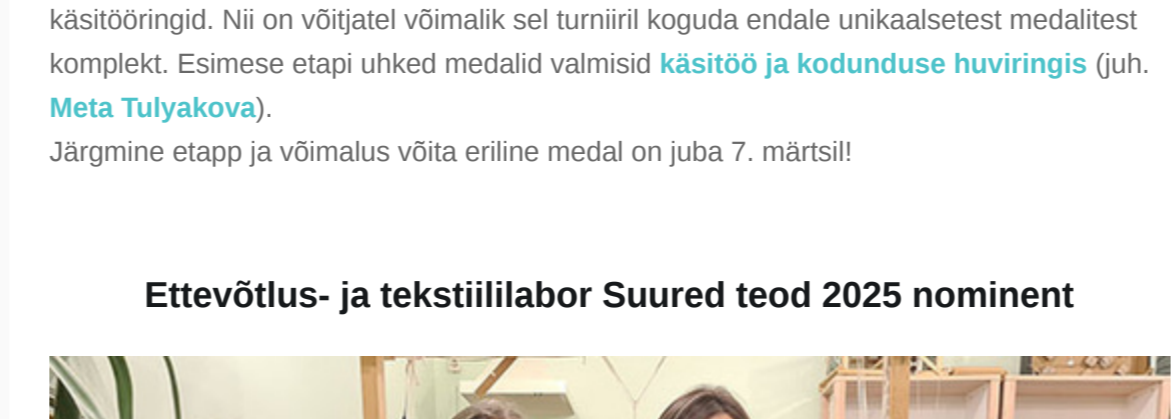 käsitööringid. Nii on võitjatel võimalik sel turniiril koguda endale unikaalsetest medalitest
komplekt. Esimese etapi uhked medalid valmisid käsitöö ja kodunduse huviringis (juh.
Meta Tulyakova).
Järgmine etapp ja võimalus võita eriline medal on juba 7. märtsil!
Ettevõtlus- ja tekstiililabor Suured teod 2025 nominent